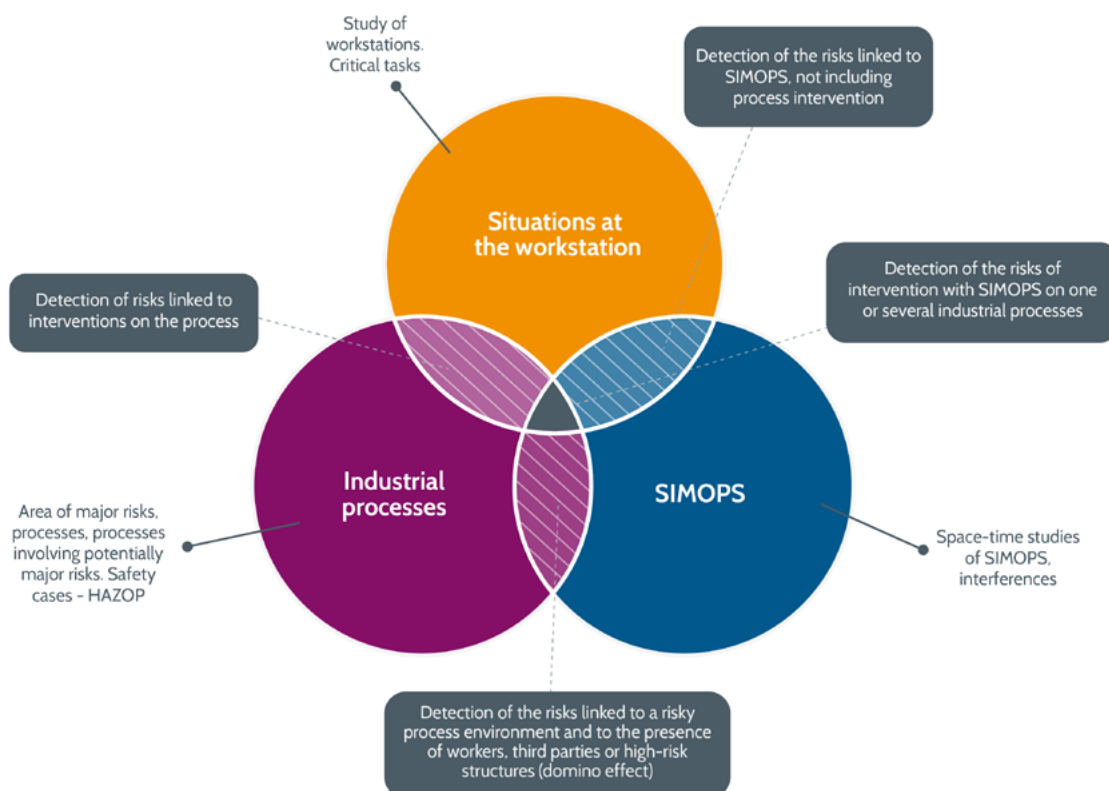 Study of
workstations.
Critical tasks
Detection of the risks linked to
SIMOPS, not including
process intervention
Situations at
the workstation
Detection of the risks of
intervention with SIMOPS on one
or several industrial processes
Detection of risks linked to
interventions on the process
Industrial
processes
SIMOPS
Area of major risks,
processes, processes
involving potentially
major risks. Safety
cases - HAZOP
Space-time studies
of SIMOPS,
interferences
Detection of the risks linked to a risky
process environment and to the presence
of workers, third parties or high-risk
structures (domino effect)